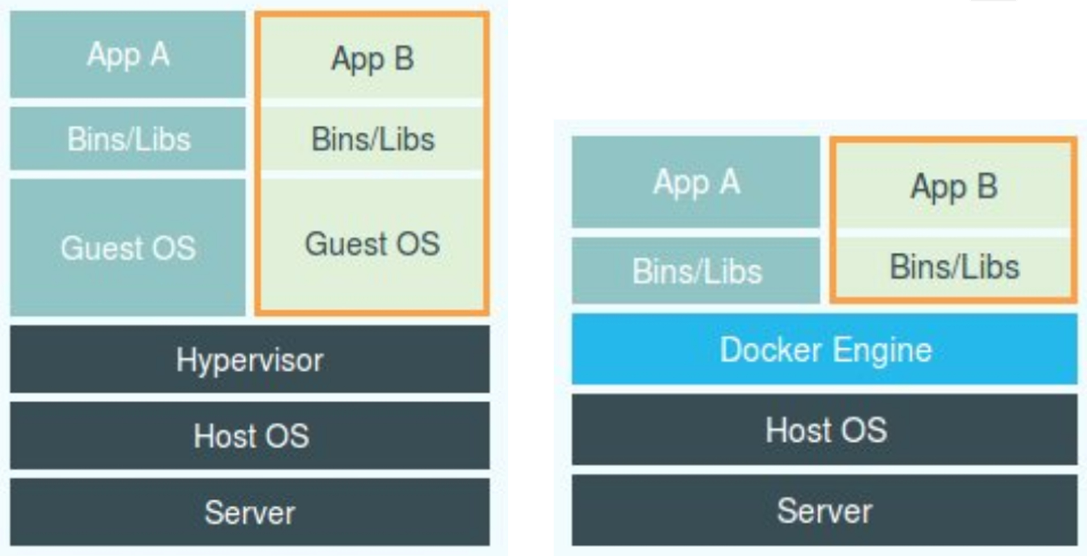 App A
App B
Bins/Libs
Bins/Libs
Guest OS
Guest OS
Hypervisor
Host OS
Server
App A
App B
Bins/Libs
Bins/Libs
Docker Engine
Host OS
Server